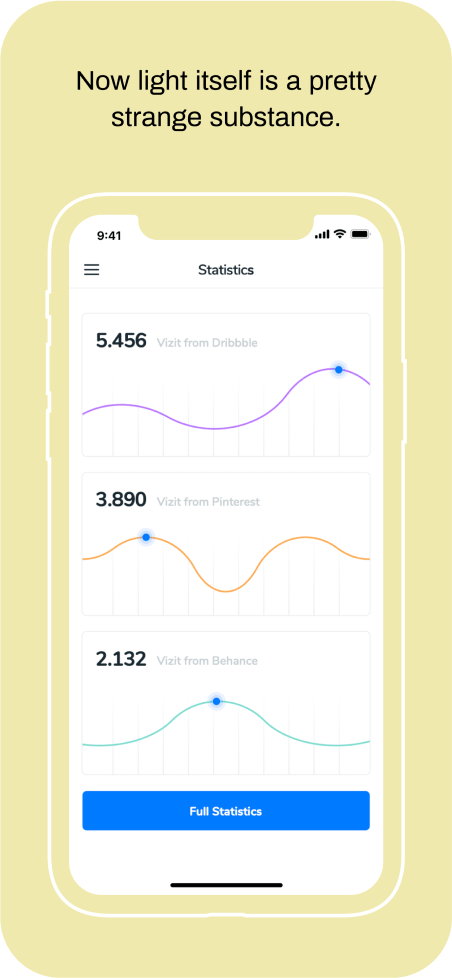 Now light itself is a pretty
strange substance.
9:41
Statistics
5.456 Vizit from Dribbble
3.890 Vizit from Pinterest
2.132 Vizit from Behance
Full Statistics